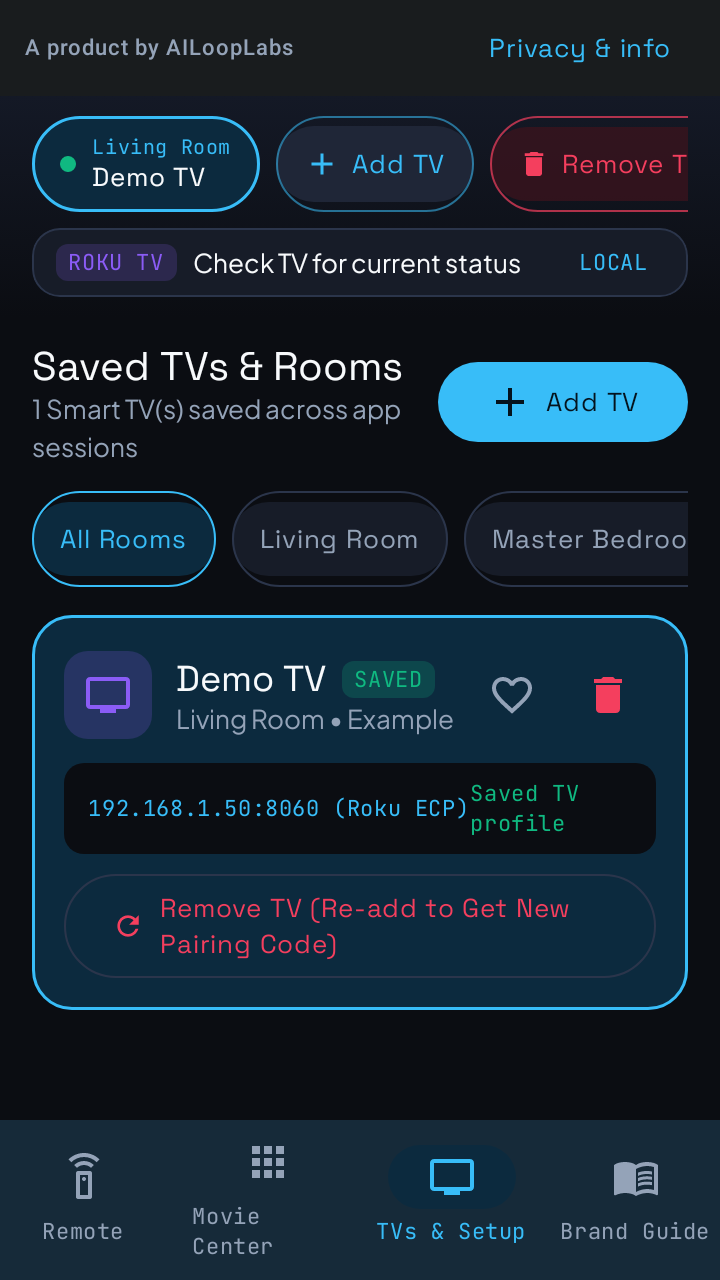 A product by AILoopLabs
Privacy & info
Living Room
Demo TV
Add TV
Remove T
ROKU TV
Check TV for current status
LOCAL
Saved TVs & Rooms
1 Smart TV(s) saved across app
sessions
Add TV
All Rooms
Living Room
Master Bedroo
Demo TV
SAVED
Living Room • Example
192.168.1.50:8060 (Roku ECP)
Saved TV
profile
Remove TV (Re-add to Get New
Pairing Code)
Remote
Movie
Center
TVs & Setup
Brand Guide